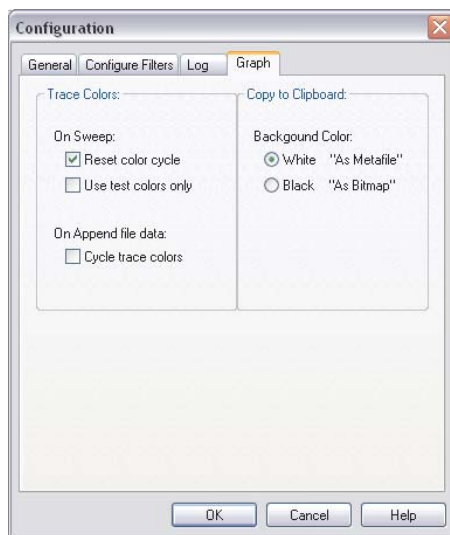 Configuration
General Configure Filters Log Graph
Trace Colors:
On Sweep:
Reset color cycle
Use test colors only
On Append file data:
Cycle trace colors
Copy to Clipboard:
Backgound Color:
White "As Metafile"
Black "As Bitmap"
OK Cancel Help